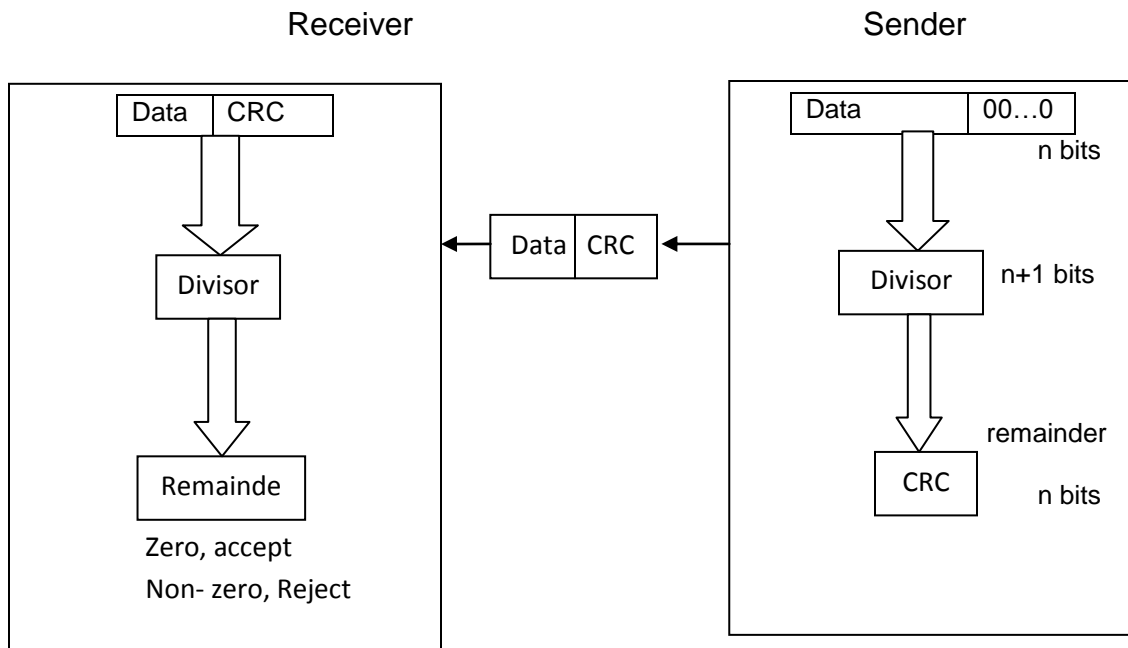 Receiver
Sender
Data CRC
Divisor
Remainde
Zero, accept
Non- zero, Reject
Data CRC
Data 00...0
n bits
Divisor n+1 bits
remainder
CRC
n bits